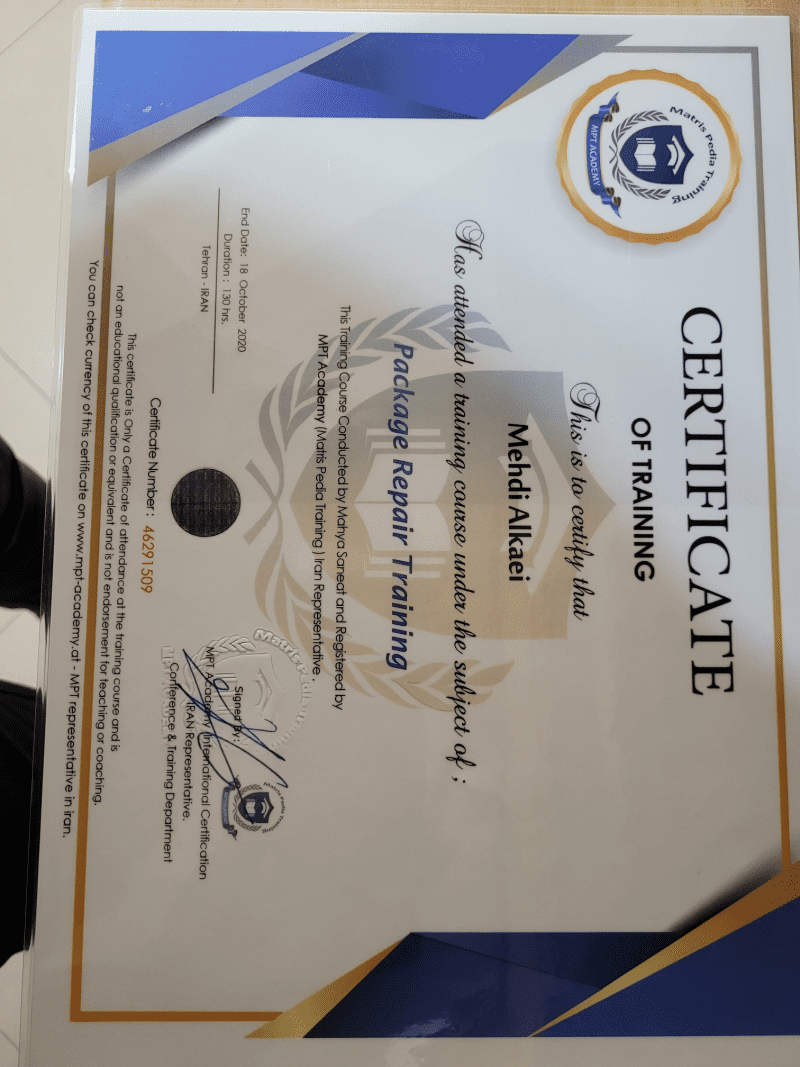 Matris Pedia Training
MPT ACADEMY
CERTIFICATE
OF TRAINING
This is to certify that
Mehdi Alkaei
Has attended a training course under the subject of ;
Package Repair Training
This Training Course Conducted by Mahya Saneat and Registered by
MPT Academy (Matris Pedia Training ) Iran Representative .
End Date: 18 October 2020
Duration : 130 hrs.
Tehran - IRAN
Signed By:
MPT Academy International Certification
IRAN Representative.
Conference & Training Department
Matris Pedia Training
Certificate Number : 46291509
This certificate is Only a Certificate of attendance at the training course and is
not an educational qualification or equivalent and is not endorsement for teaching or coaching.
You can check currency of this certificate on www.mpt-academy.at - MPT representative in iran.